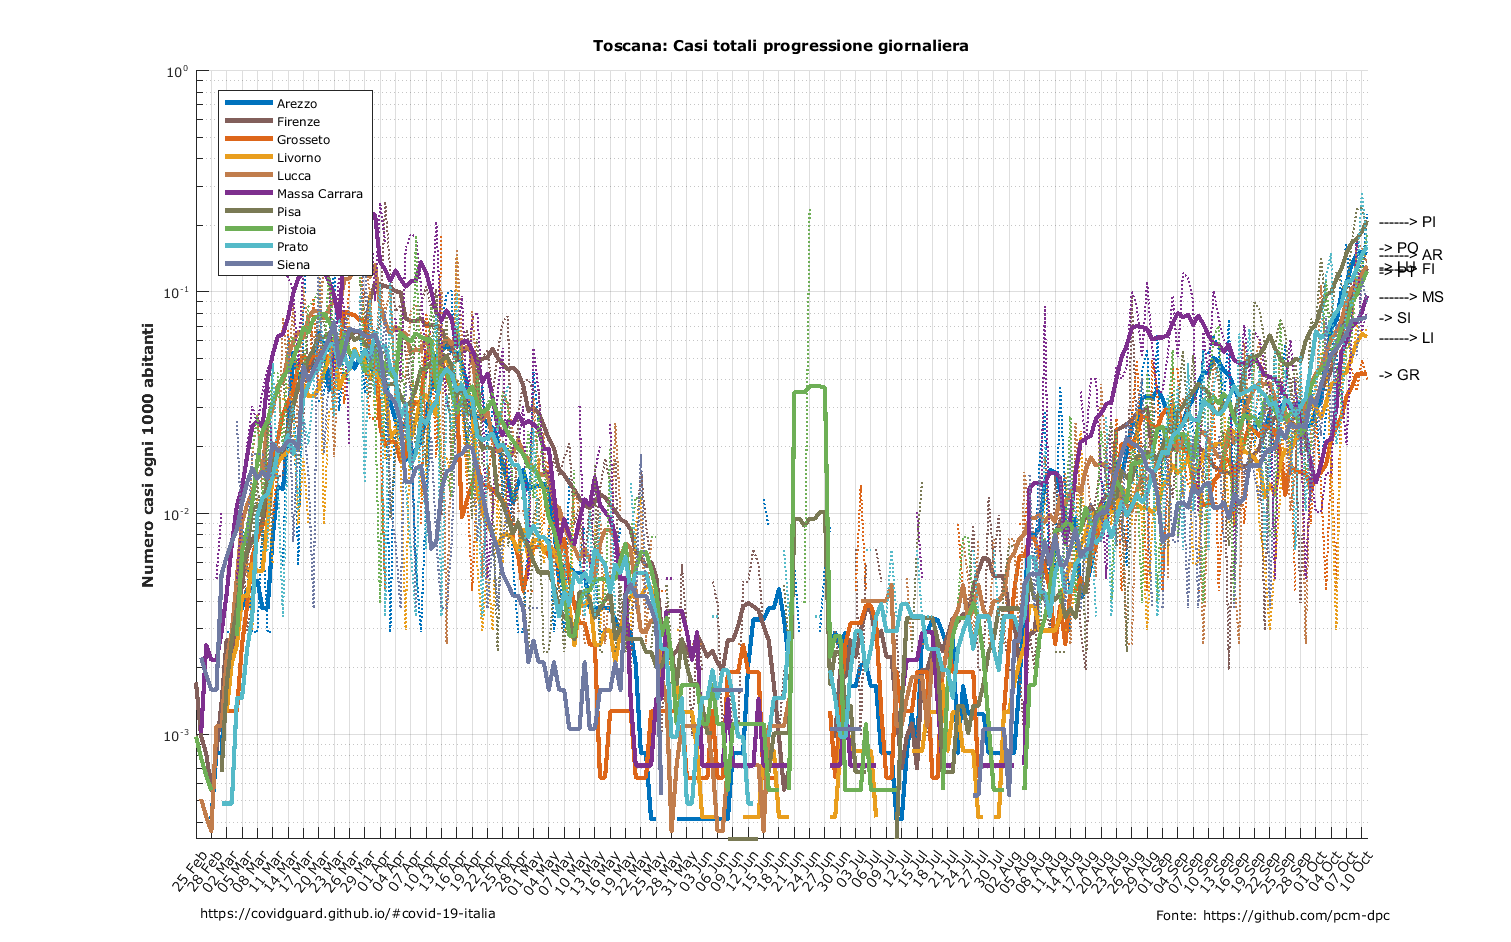 Toscana: Casi totali progressione giornaliera
Numero casi ogni 1000 abitanti
10^0
10^-1
10^-2
10^-3
Arezzo
Firenze
Grosseto
Livorno
Lucca
Massa Carrara
Pisa
Pistoia
Prato
Siena
------> PI
-> PO
------> AR
-> LU
------> FI
-> PT
------> MS
-> SI
------> LI
-> GR
25 Feb
28 Feb
02 Mar
05 Mar
08 Mar
11 Mar
14 Mar
17 Mar
20 Mar
23 Mar
26 Mar
29 Mar
01 Apr
04 Apr
07 Apr
10 Apr
13 Apr
16 Apr
19 Apr
22 Apr
25 Apr
28 Apr
01 May
04 May
07 May
10 May
13 May
16 May
19 May
22 May
25 May
28 May
31 May
03 Jun
06 Jun
09 Jun
12 Jun
15 Jun
18 Jun
21 Jun
24 Jun
27 Jun
30 Jun
03 Jul
06 Jul
09 Jul
12 Jul
15 Jul
18 Jul
21 Jul
24 Jul
27 Jul
30 Jul
02 Aug
05 Aug
08 Aug
11 Aug
14 Aug
17 Aug
20 Aug
23 Aug
26 Aug
29 Aug
01 Sep
04 Sep
07 Sep
10 Sep
13 Sep
16 Sep
19 Sep
22 Sep
25 Sep
28 Sep
01 Oct
04 Oct
07 Oct
10 Oct
https://covidguard.github.io/#covid-19-italia
Fonte: https://github.com/pcm-dpc